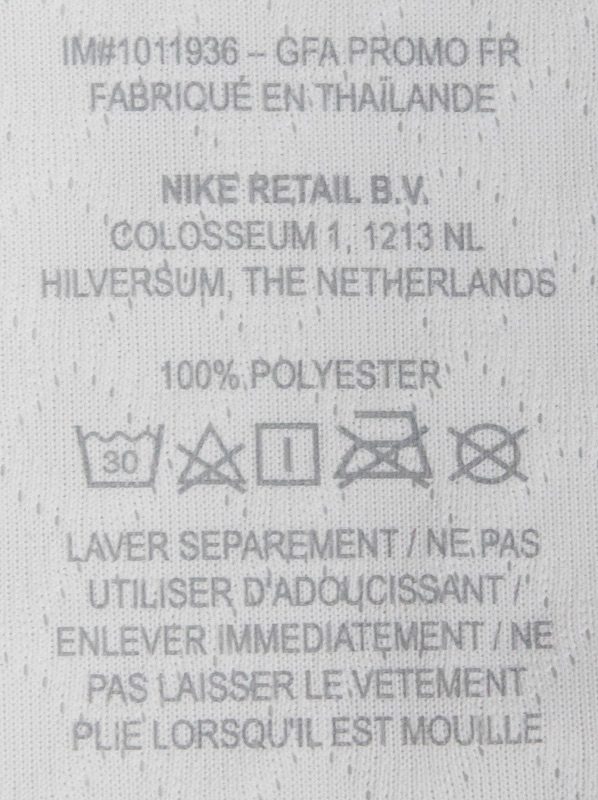 IM#1011936 – GFA PROMO FR
FABRIQUÉ EN THAÏLANDE
NIKE RETAIL B.V.
COLOSSEUM 1, 1213 NL
HILVERSUM, THE NETHERLANDS
100% POLYESTER
30
LAVER SEPAREMENT / NE PAS
UTILISER D'ADOUCISSANT /
ENLEVER IMMEDIATEMENT / NE
PAS LAISSER LE VETEMENT
PLIE LORSQU'IL EST MOUILLE